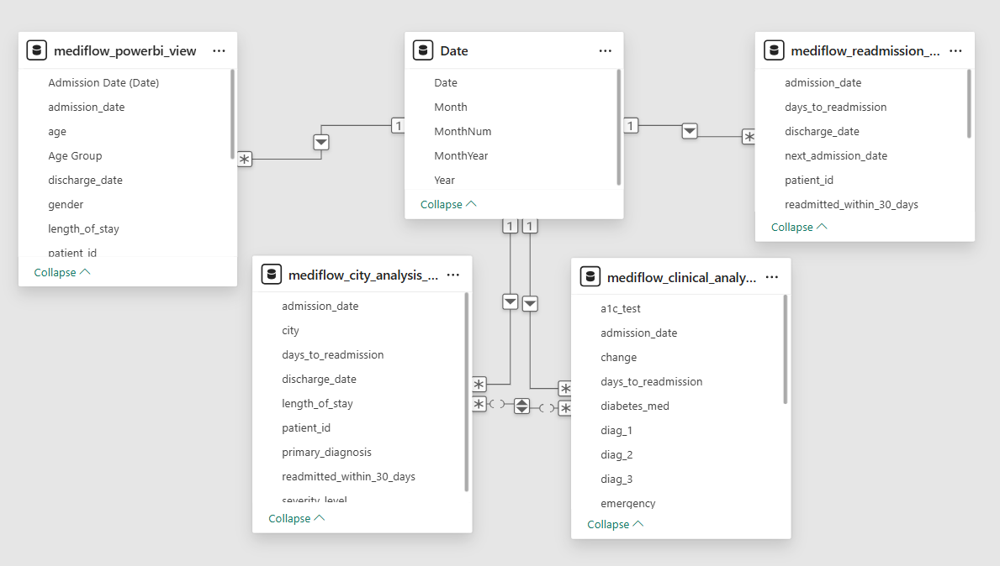 mediflow_powerbi_view
Admission Date (Date)
admission_date
age
Age Group
discharge_date
gender
length_of_stay
patient_id
Collapse
Date
Date
Month
MonthNum
MonthYear
Year
Collapse
mediflow_readmission_...
admission_date
days_to_readmission
discharge_date
next_admission_date
patient_id
readmitted_within_30_days
Collapse
1
*
1
*
1
1
mediflow_city_analysis_...
admission_date
city
days_to_readmission
discharge_date
length_of_stay
patient_id
primary_diagnosis
readmitted_within_30_days
severity_level
Collapse
*
*
*
*
mediflow_clinical_analy...
a1c_test
admission_date
change
days_to_readmission
diabetes_med
diag_1
diag_2
diag_3
emergency
Collapse